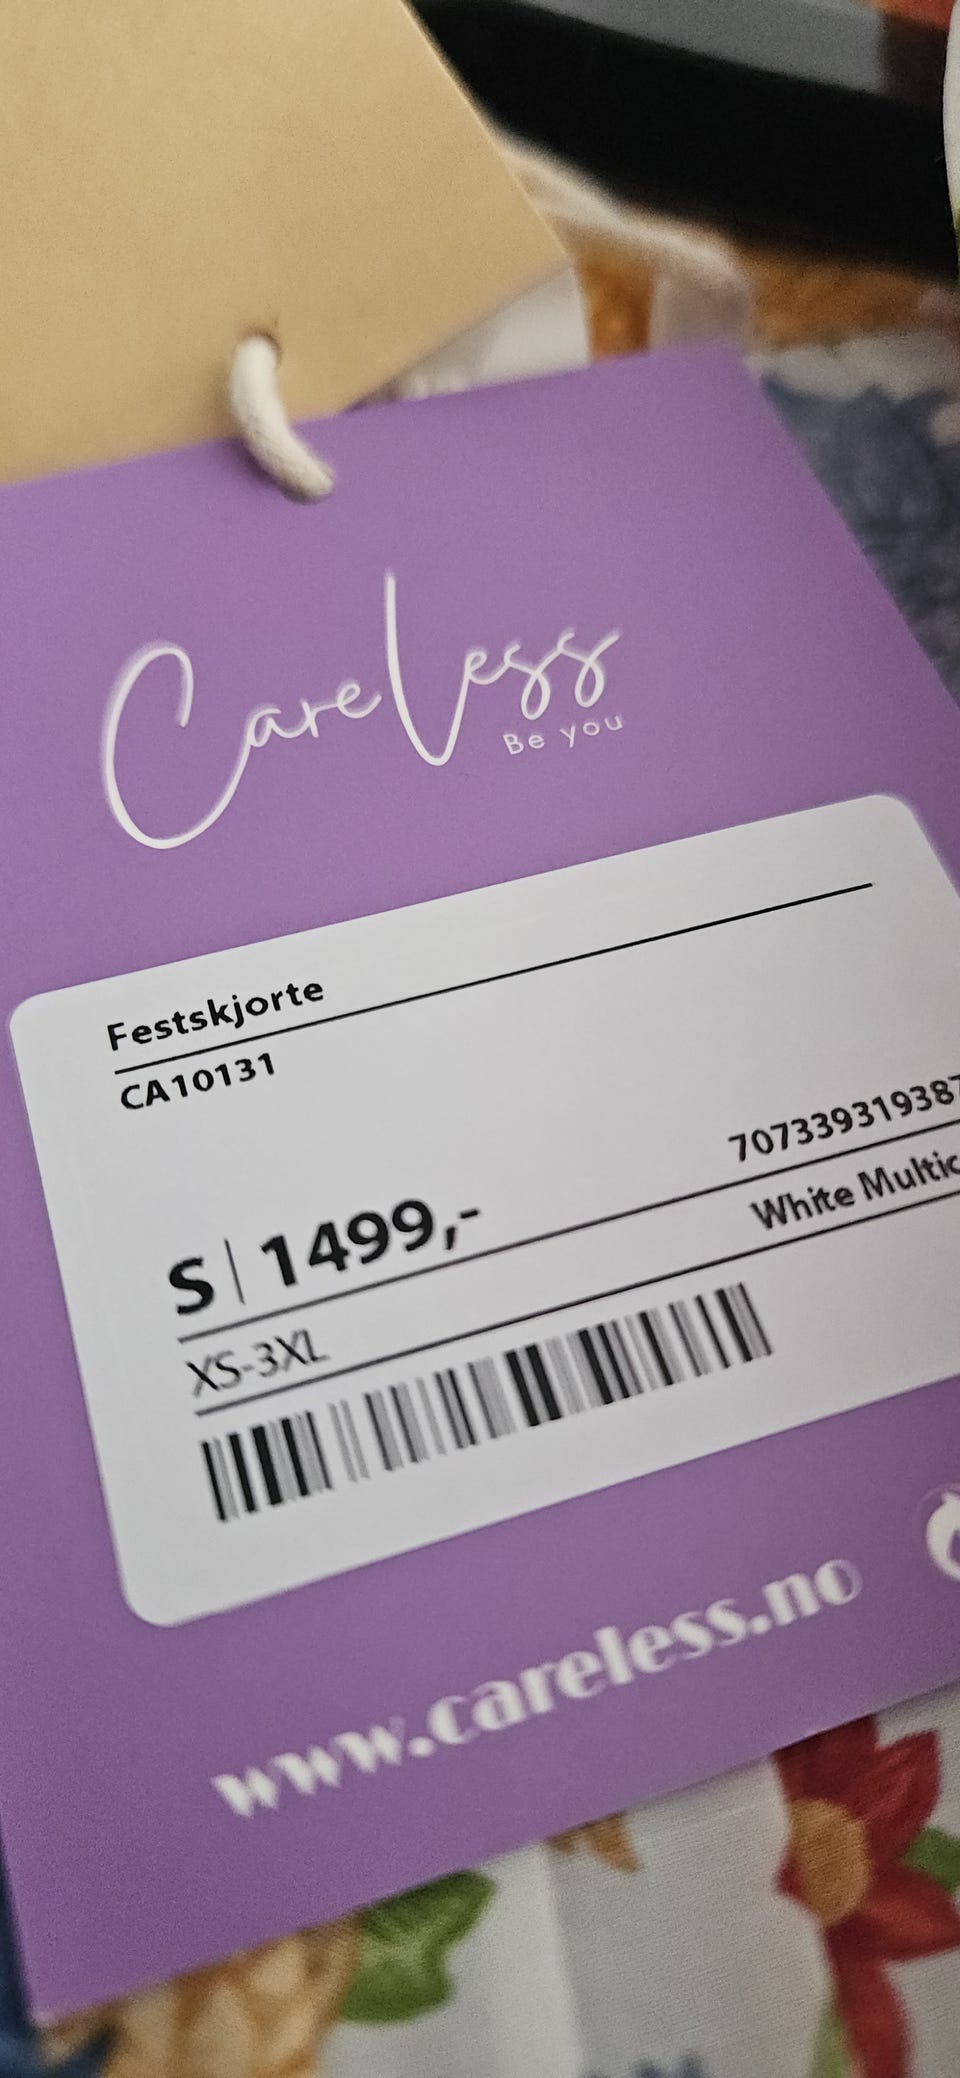 CareLess
Be you
Festskjorte
CA10131
707339319387
S | 1499,-
White Multic
XS-3XL
www.careless.no